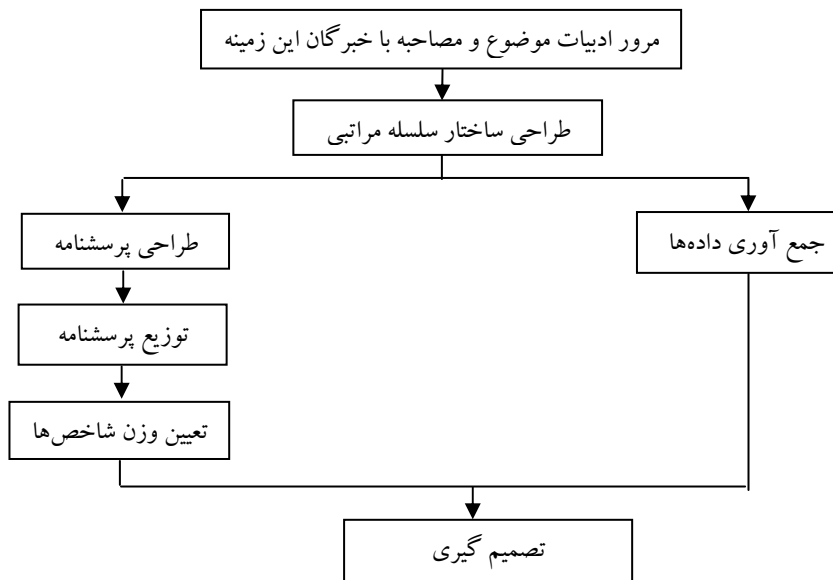 مرور ادبیات موضوع و مصاحبه با خبرگان این زمینه
طراحی ساختار سلسله مراتبی
طراحی پرسشنامه
جمع آوری داده‌ها
توزیع پرسشنامه
تعیین وزن شاخص‌ها
تصمیم گیری